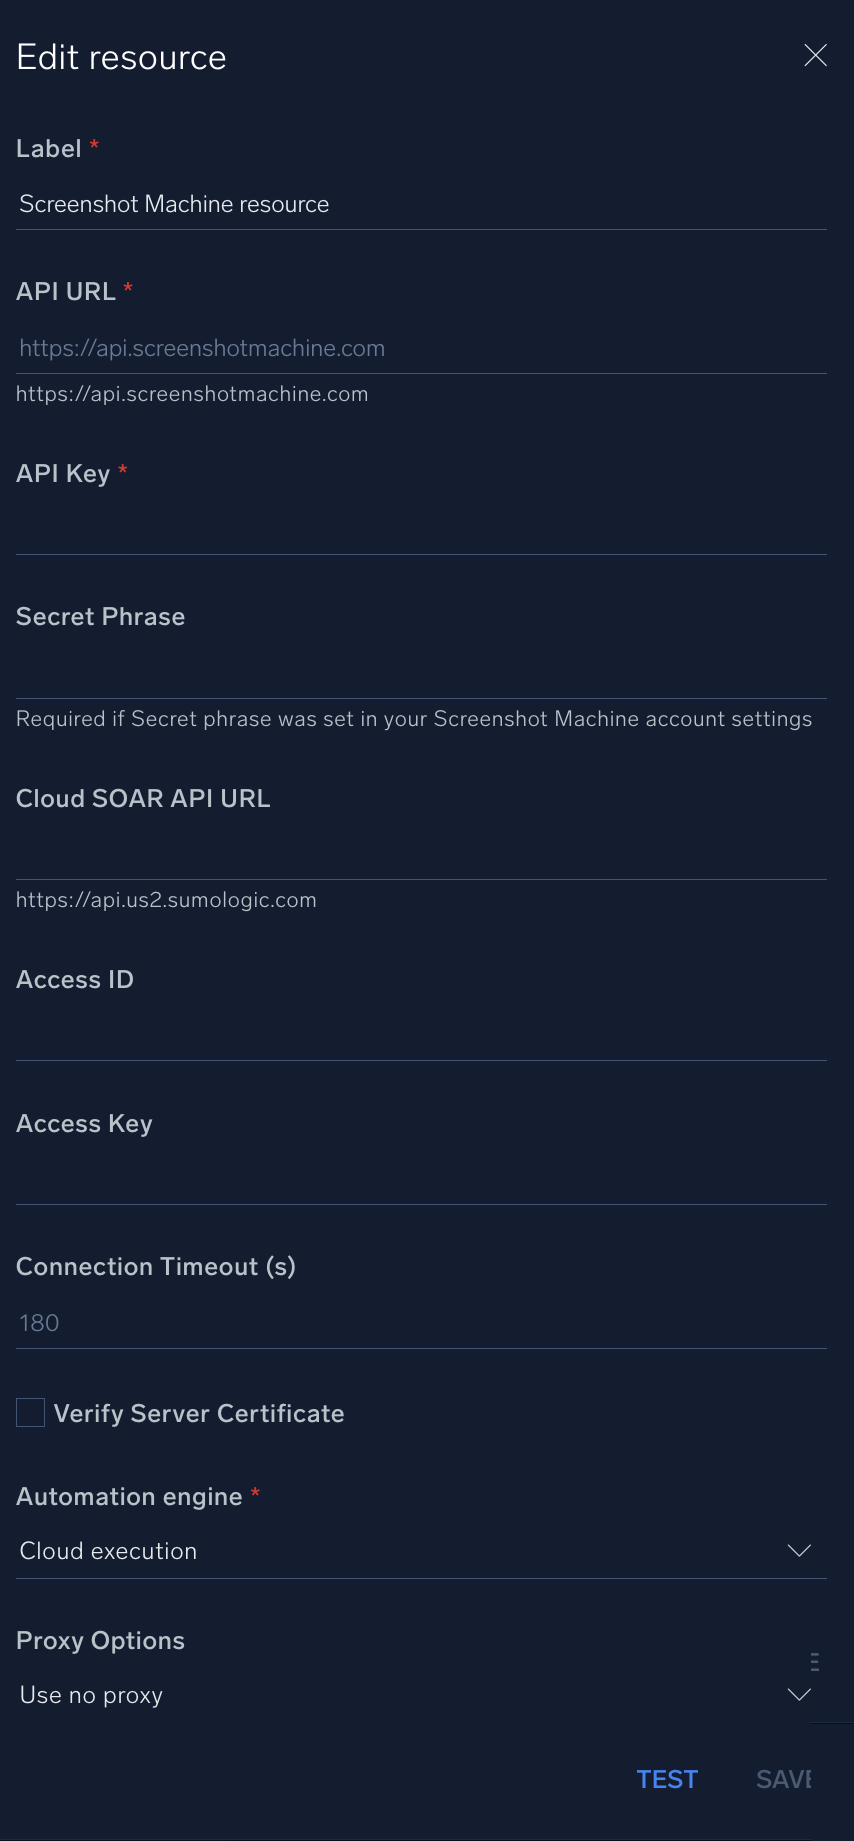 Edit resource
Label *
Screenshot Machine resource
API URL *
https://api.screenshotmachine.com
https://api.screenshotmachine.com
API Key *
Secret Phrase
Required if Secret phrase was set in your Screenshot Machine account settings
Cloud SOAR API URL
https://api.us2.sumologic.com
Access ID
Access Key
Connection Timeout (s)
180
Verify Server Certificate
Automation engine *
Cloud execution
Proxy Options
Use no proxy
TEST SAVE